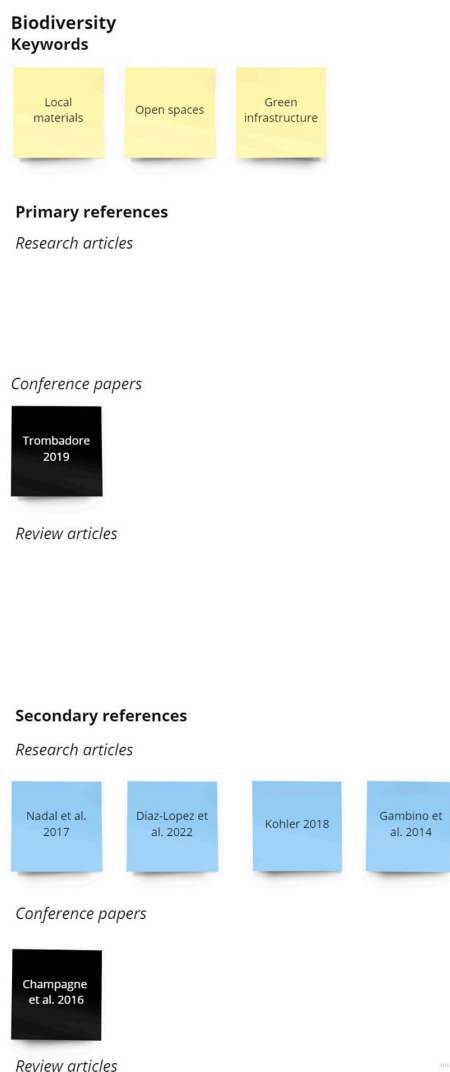 Biodiversity
Keywords
Local
materials
Open spaces
Green
infrastructure
Primary references
Research articles
Conference papers
Trombadore
2019
Review articles
Secondary references
Research articles
Nadal et al.
2017
Diaz-Lopez et
al. 2022
Kohler 2018
Gambino et
al. 2014
Conference papers
Champagne
et al. 2016
Review articles